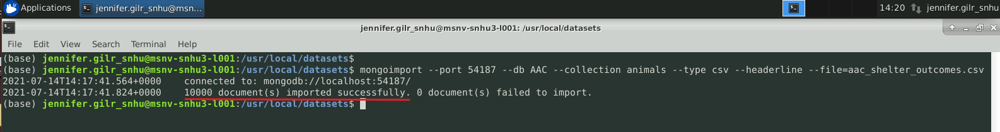 Applications jennifer.gilr_snhu@msn... 14:20 jennifer.gilr_snhu
jennifer.gilr_snhu@msnv-snhu3-l001: /usr/local/datasets
File Edit View Search Terminal Help
(base) jennifer.gilr_snhu@msnv-snhu3-l001:/usr/local/datasets$
(base) jennifer.gilr_snhu@msnv-snhu3-l001:/usr/local/datasets$ mongoimport --port 54187 --db AAC --collection animals --type csv --headerline --file=aac_shelter_outcomes.csv
2021-07-14T14:17:41.564+0000 connected to: mongodb://localhost:54187/
2021-07-14T14:17:41.824+0000 10000 document(s) imported successfully. 0 document(s) failed to import.
(base) jennifer.gilr_snhu@msnv-snhu3-l001:/usr/local/datasets$